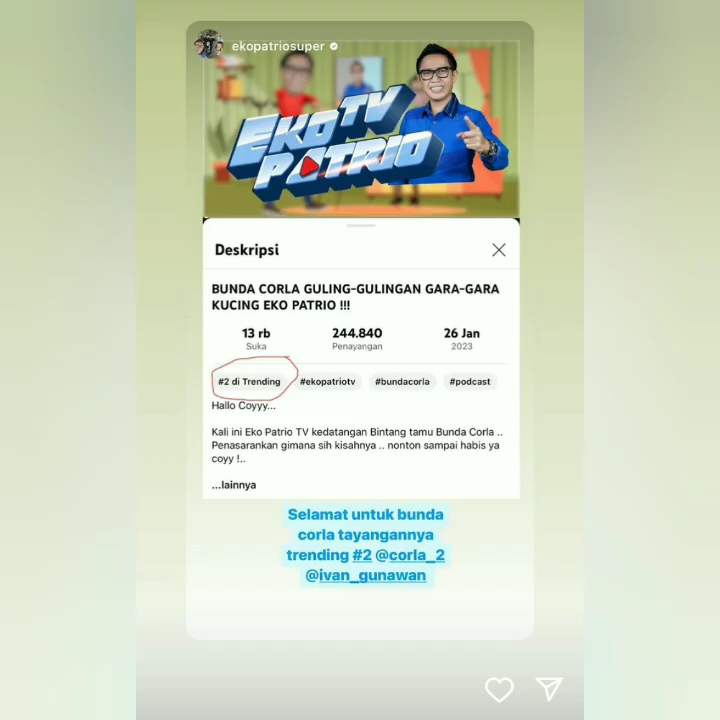 ekopatriosuper
EKO TV
PATRIO
Deskripsi
BUNDA CORLA GULING-GULINGAN GARA-GARA
KUCING EKO PATRIO !!!
13 rb 244.840 26 Jan
Suka Penayangan 2023
#2 di Trending #ekopatriotv #bundacorla #podcast
Hallo Coyyy...
Kali ini Eko Patrio TV kedatangan Bintang tamu Bunda Corla ..
Penasarankan gimana sih kisahnya .. nonton sampai habis ya
coyy !..
...lainnya
Selamat untuk bunda
corla tayangannya
trending #2 @corla_2
@ivan_gunawan